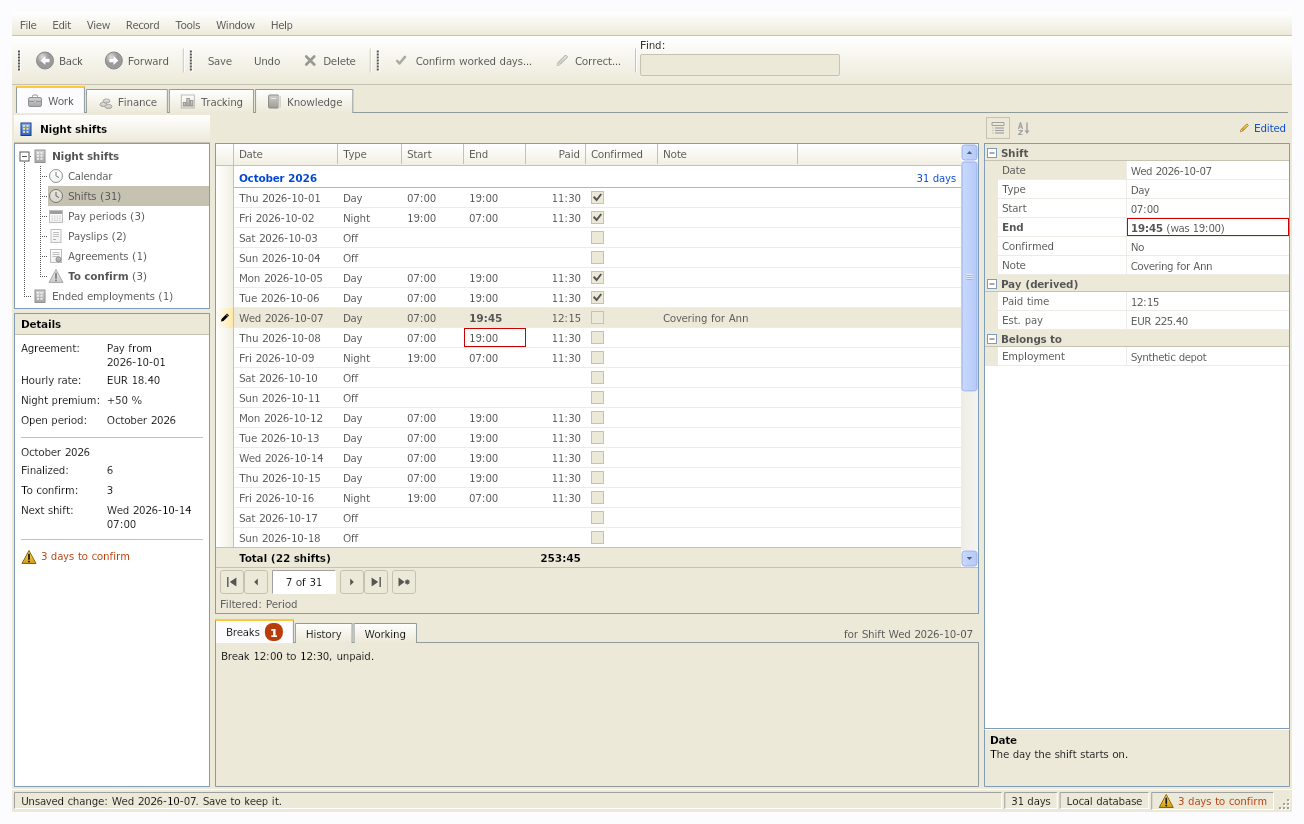 File Edit View Record Tools Window Help
Back Forward Save Undo Delete Confirm worked days... Correct... Find:
Work Finance Tracking Knowledge
Night shifts
Night shifts
Calendar
Shifts (31)
Pay periods (3)
Payslips (2)
Agreements (1)
To confirm (3)
Ended employments (1)
Details
Agreement: Pay from
2026-10-01
Hourly rate: EUR 18.40
Night premium: +50 %
Open period: October 2026
October 2026
Finalized: 6
To confirm: 3
Next shift: Wed 2026-10-14
07:00
3 days to confirm
Date Type Start End Paid Confirmed Note
October 2026 31 days
Thu 2026-10-01 Day 07:00 19:00 11:30
Fri 2026-10-02 Night 19:00 07:00 11:30
Sat 2026-10-03 Off
Sun 2026-10-04 Off
Mon 2026-10-05 Day 07:00 19:00 11:30
Tue 2026-10-06 Day 07:00 19:00 11:30
Wed 2026-10-07 Day 07:00 19:45 12:15 Covering for Ann
Thu 2026-10-08 Day 07:00 19:00 11:30
Fri 2026-10-09 Night 19:00 07:00 11:30
Sat 2026-10-10 Off
Sun 2026-10-11 Off
Mon 2026-10-12 Day 07:00 19:00 11:30
Tue 2026-10-13 Day 07:00 19:00 11:30
Wed 2026-10-14 Day 07:00 19:00 11:30
Thu 2026-10-15 Day 07:00 19:00 11:30
Fri 2026-10-16 Night 19:00 07:00 11:30
Sat 2026-10-17 Off
Sun 2026-10-18 Off
Total (22 shifts) 253:45
7 of 31
Filtered: Period
Breaks 1 History Working for Shift Wed 2026-10-07
Break 12:00 to 12:30, unpaid.
A Z Edited
Shift
Date Wed 2026-10-07
Type Day
Start 07:00
End 19:45 (was 19:00)
Confirmed No
Note Covering for Ann
Pay (derived)
Paid time 12:15
Est. pay EUR 225.40
Belongs to
Employment Synthetic depot
Date
The day the shift starts on.
Unsaved change: Wed 2026-10-07. Save to keep it. 31 days Local database 3 days to confirm